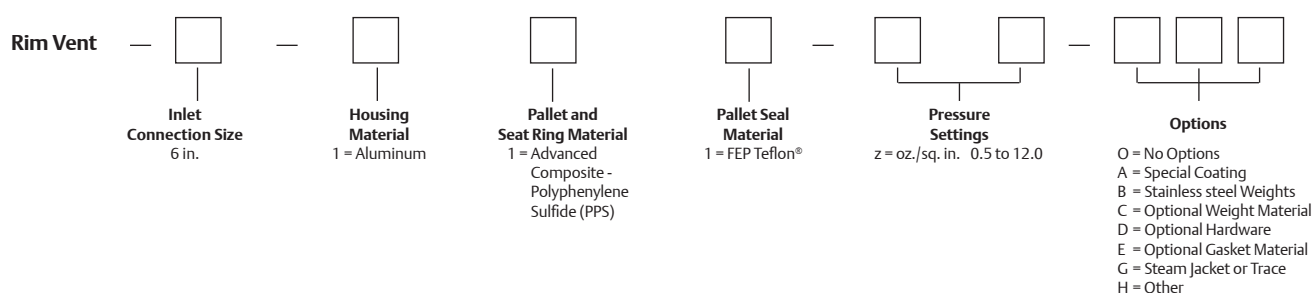 Rim Vent — — — —
Inlet
Connection Size
6 in.
Housing
Material
1 = Aluminum
Pallet and
Seat Ring Material
1 = Advanced
Composite -
Polyphenylene
Sulfide (PPS)
Pallet Seal
Material
1 = FEP Teflon®
Pressure
Settings
z = oz./sq. in. 0.5 to 12.0
Options
O = No Options
A = Special Coating
B = Stainless steel Weights
C = Optional Weight Material
D = Optional Hardware
E = Optional Gasket Material
G = Steam Jacket or Trace
H = Other